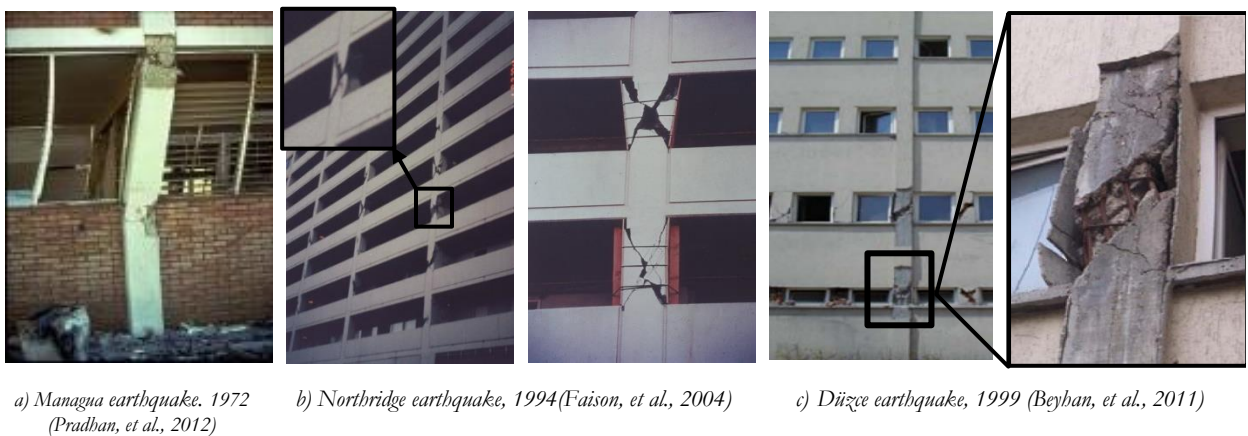 a) Managua earthquake. 1972
(Pradhan, et al., 2012)
b) Northridge earthquake, 1994(Faison, et al., 2004)
c) Düzce earthquake, 1999 (Beyhan, et al., 2011)